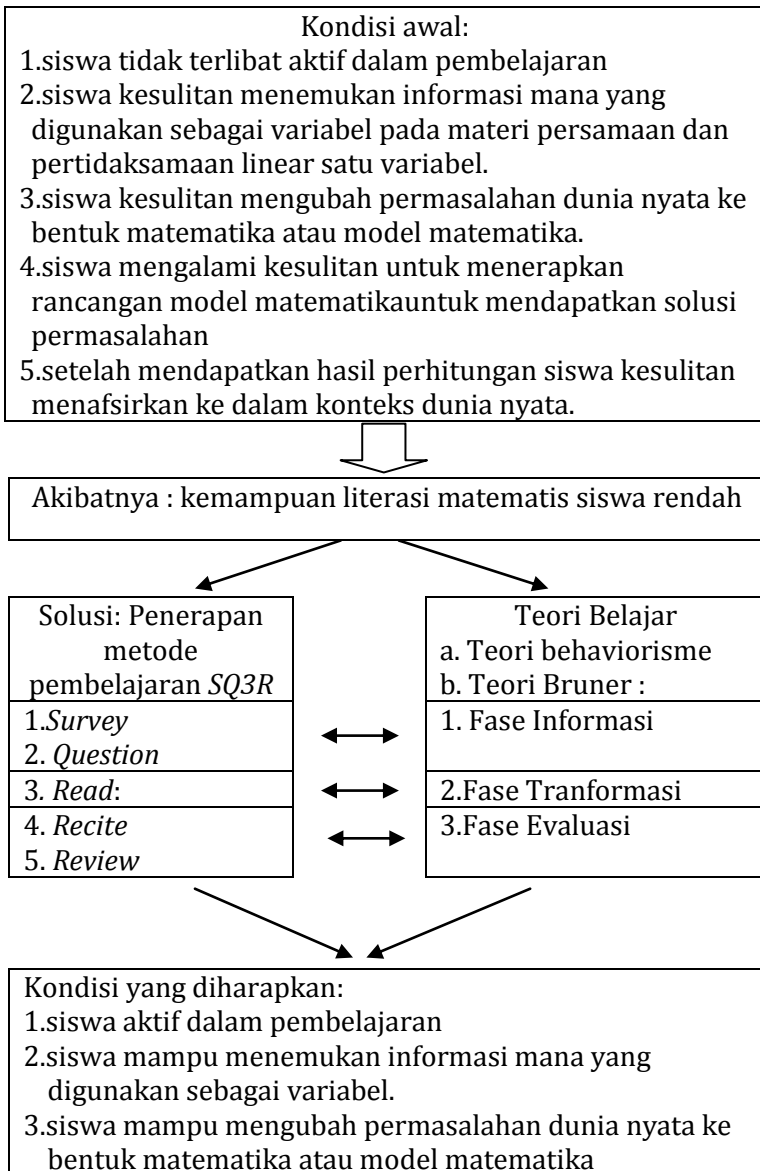 Kondisi awal:
1.siswa tidak terlibat aktif dalam pembelajaran
2.siswa kesulitan menemukan informasi mana yang
digunakan sebagai variabel pada materi persamaan dan
pertidaksamaan linear satu variabel.
3.siswa kesulitan mengubah permasalahan dunia nyata ke
bentuk matematika atau model matematika.
4.siswa mengalami kesulitan untuk menerapkan
rancangan model matematikauntuk mendapatkan solusi
permasalahan
5.setelah mendapatkan hasil perhitungan siswa kesulitan
menafsirkan ke dalam konteks dunia nyata.
Akibatnya : kemampuan literasi matematis siswa rendah
Solusi: Penerapan
metode
pembelajaran SQ3R
1.Survey
2. Question
3. Read:
4. Recite
5. Review
Teori Belajar
a. Teori behaviorisme
b. Teori Bruner :
1. Fase Informasi
2.Fase Tranformasi
3.Fase Evaluasi
Kondisi yang diharapkan:
1.siswa aktif dalam pembelajaran
2.siswa mampu menemukan informasi mana yang
digunakan sebagai variabel.
3.siswa mampu mengubah permasalahan dunia nyata ke
bentuk matematika atau model matematika